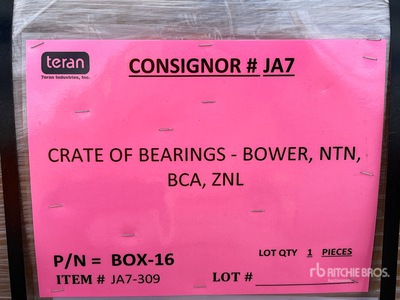 teran
Teran Industries, Inc.
CONSIGNOR # JA7
CRATE OF BEARINGS - BOWER, NTN,
BCA, ZNL
P/N = BOX-16
LOT QTY 1 PIECES
ITEM # JA7-309
LOT #
rb RITCHIE BROS.